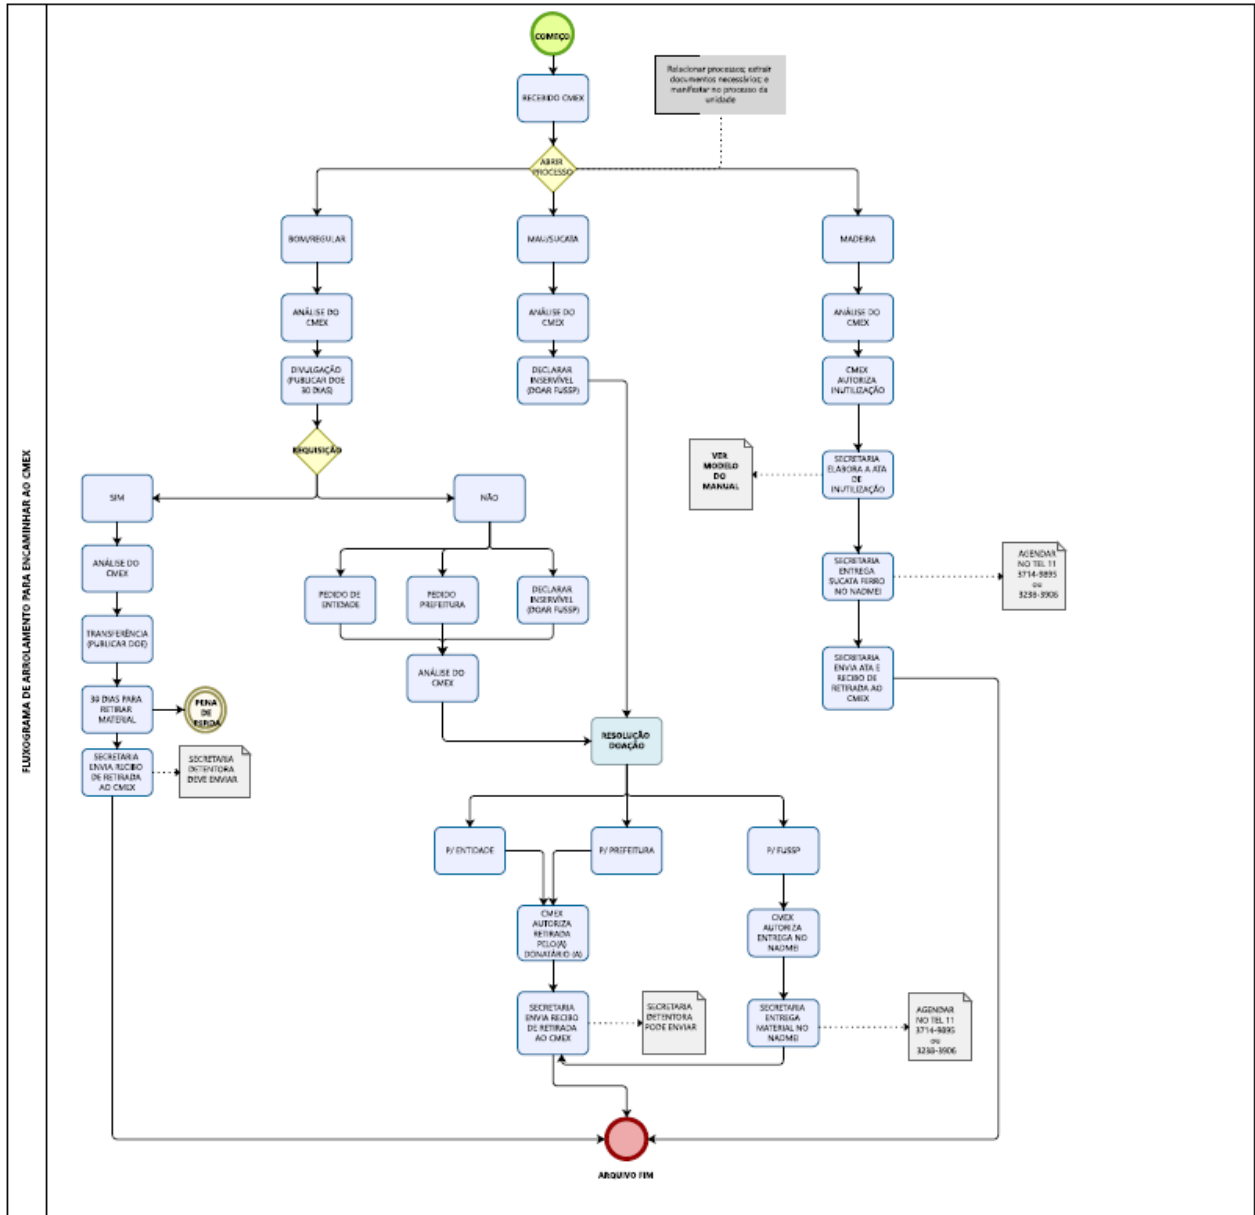 FLUXOGRAMA DE ARROLAMENTO PARA ENCAMINHAR AO CMEX
COMEÇO
RECEBIDO CMEX
Relacionar processos; extrair
documentos necessários; e
manifestar no processo da
unidade
ABRIR
PROCESSO
BOM/REGULAR
MAU/SUCATA
MADEIRA
ANÁLISE DO
CMEX
ANÁLISE DO
CMEX
ANÁLISE DO
CMEX
DIVULGAÇÃO
(PUBLICAR DOE
30 DIAS)
DECLARAR
INSERVÍVEL
(DOAR FUSSP)
CMEX
AUTORIZA
INUTILIZAÇÃO
REQUISIÇÃO
VER
MODELO
DO
MANUAL
SECRETARIA
ELABORA A ATA
DE
INUTILIZAÇÃO
SIM
NÃO
ANÁLISE DO
CMEX
PEDIDO DE
ENTIDADE
PEDIDO
PREFEITURA
DECLARAR
INSERVÍVEL
(DOAR FUSSP)
SECRETARIA
ENTREGA
SUCATA FERRO
NO NADMEI
AGENDAR
NO TEL 11
3714-9895
ou
3238-3906
TRANSFERÊNCIA
(PUBLICAR DOE)
ANÁLISE DO
CMEX
SECRETARIA
ENVIA ATA E
RECIBO DE
RETIRADA AO
CMEX
30 DIAS PARA
RETIRAR
MATERIAL
PENA
DE
PERDA
RESOLUÇÃO
DOAÇÃO
SECRETARIA
ENVIA RECIBO
DE RETIRADA
AO CMEX
SECRETARIA
DETENTORA
DEVE ENVIAR
P/ ENTIDADE
P/ PREFEITURA
P/ FUSSP
CMEX
AUTORIZA
RETIRADA
PELO(A)
DONATÁRIO (A)
CMEX
AUTORIZA
ENTREGA NO
NADMEI
SECRETARIA
ENVIA RECIBO
DE RETIRADA
AO CMEX
SECRETARIA
DETENTORA
PODE ENVIAR
SECRETARIA
ENTREGA
MATERIAL NO
NADMEI
AGENDAR
NO TEL 11
3714-9895
ou
3238-3906
ARQUIVO FIM